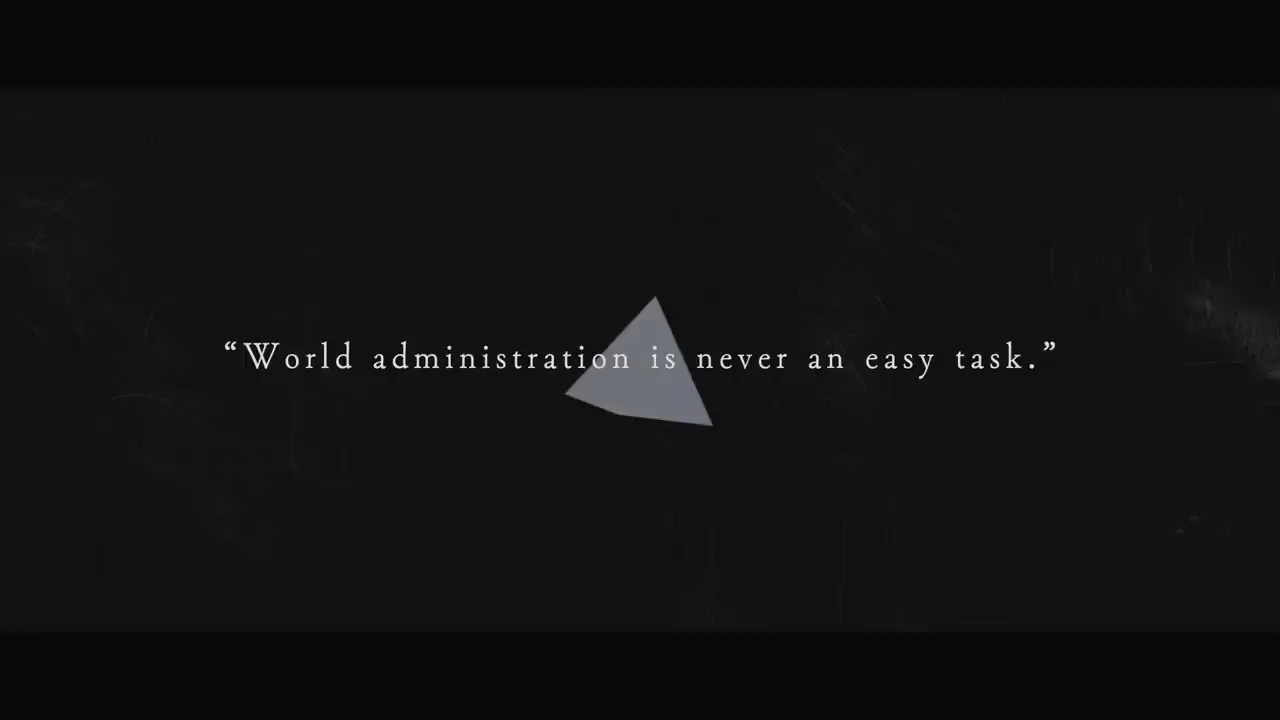 “World administration is never an easy task.”